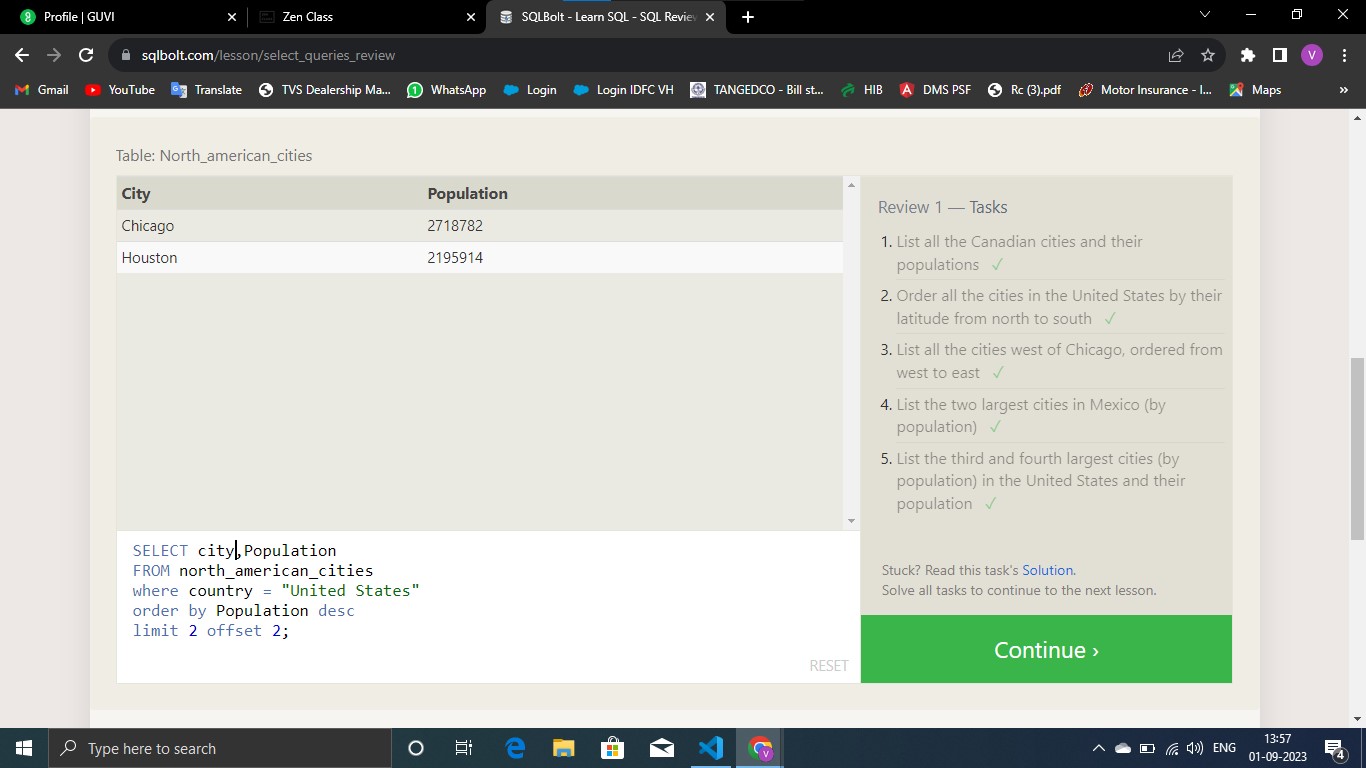 Profile | GUVI
Zen Class
SQLBolt - Learn SQL - SQL Review
sqlbolt.com/lesson/select_queries_review
V
Gmail
YouTube
Translate
TVS Dealership Ma...
WhatsApp
Login
Login IDFC VH
TANGEDCO - Bill st...
HIB
DMS PSF
Rc (3).pdf
Motor Insurance - I...
Maps
»
Table: North_american_cities
City Population
Chicago 2718782
Houston 2195914
SELECT city,Population
FROM north_american_cities
where country = "United States"
order by Population desc
limit 2 offset 2;
RESET
Review 1 — Tasks
1. List all the Canadian cities and their
populations ✓
2. Order all the cities in the United States by their
latitude from north to south ✓
3. List all the cities west of Chicago, ordered from
west to east ✓
4. List the two largest cities in Mexico (by
population) ✓
5. List the third and fourth largest cities (by
population) in the United States and their
population ✓
Stuck? Read this task's Solution.
Solve all tasks to continue to the next lesson.
Continue ›
Type here to search
V
ENG
13:57
01-09-2023
4